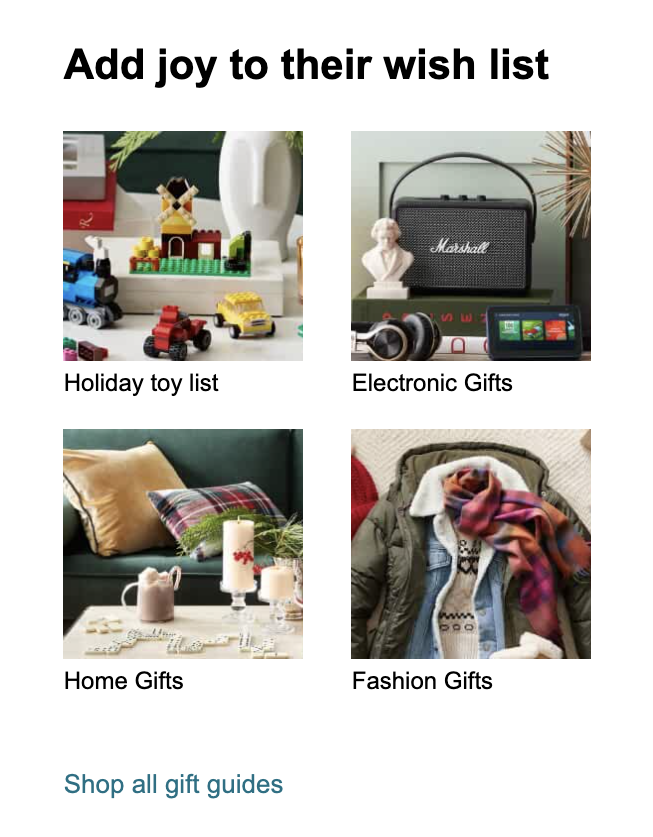 Add joy to their wish list
Marshall
Holiday toy list
Electronic Gifts
Home Gifts
Fashion Gifts
Shop all gift guides